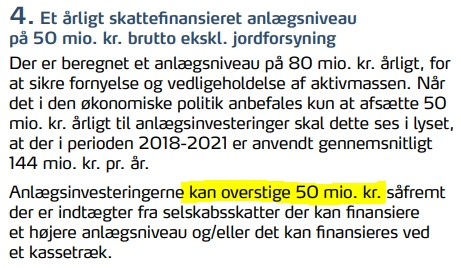 4. Et årligt skattefinansieret anlægsniveau
på 50 mio. kr. brutto ekskl. jordforsyning
Der er beregnet et anlægsniveau på 80 mio. kr. årligt, for
at sikre fornyelse og vedligeholdelse af aktivmassen. Når
det i den økonomiske politik anbefales kun at afsætte 50
mio. kr. årligt til anlægsinvesteringer skal dette ses i lyset,
at der i perioden 2018-2021 er anvendt gennemsnitligt
144 mio. kr. pr. år.
Anlægsinvesteringerne kan overstige 50 mio. kr. såfremt
der er indtægter fra selskabsskatter der kan finansiere
et højere anlægsniveau og/eller det kan finansieres ved
et kassetræk.